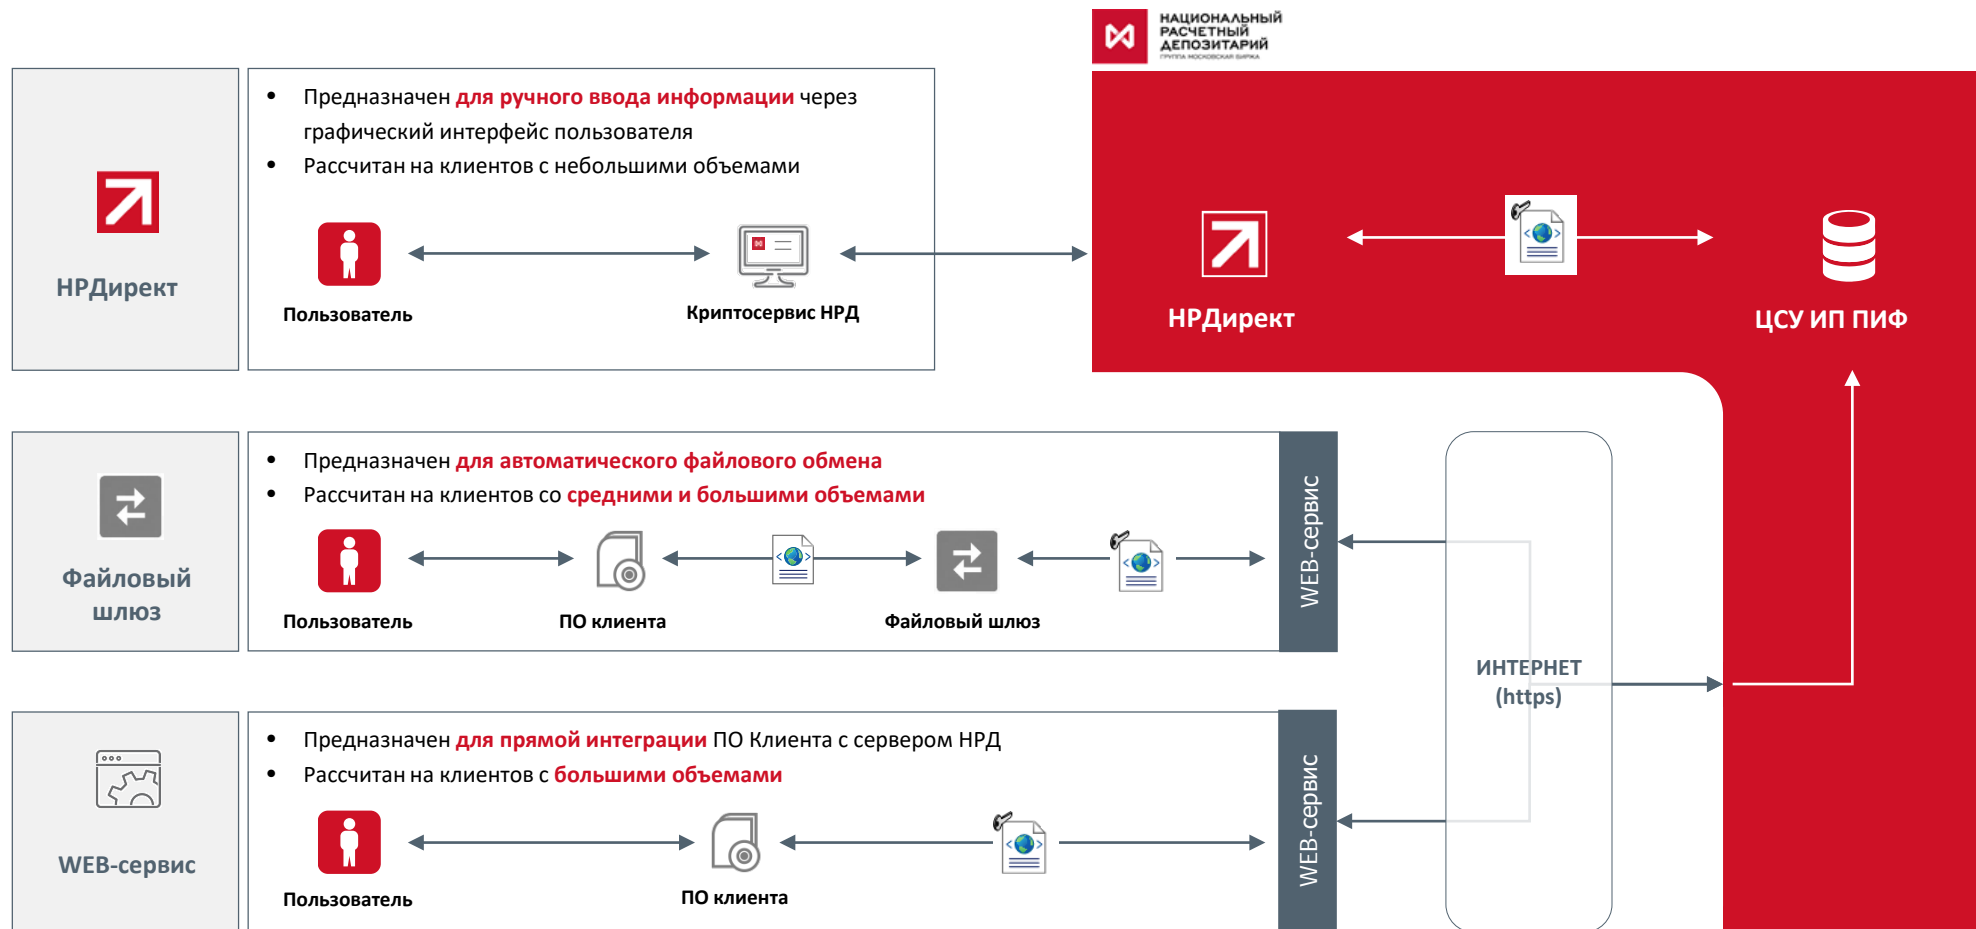 НАЦИОНАЛЬНЫЙ
РАСЧЕТНЫЙ
ДЕПОЗИТАРИЙ
ГРУППА МОСКОВСКАЯ БИРЖА
НРДирект
• Предназначен для ручного ввода информации через
графический интерфейс пользователя
• Рассчитан на клиентов с небольшими объемами
Пользователь
Криптосервис НРД
НРДирект
ЦСУ ИП ПИФ
Файловый
шлюз
• Предназначен для автоматического файлового обмена
• Рассчитан на клиентов со средними и большими объемами
Пользователь
ПО клиента
Файловый шлюз
WEB-сервис
ИНТЕРНЕТ
(https)
WEB-сервис
• Предназначен для прямой интеграции ПО Клиента с сервером НРД
• Рассчитан на клиентов с большими объемами
Пользователь
ПО клиента
WEB-сервис